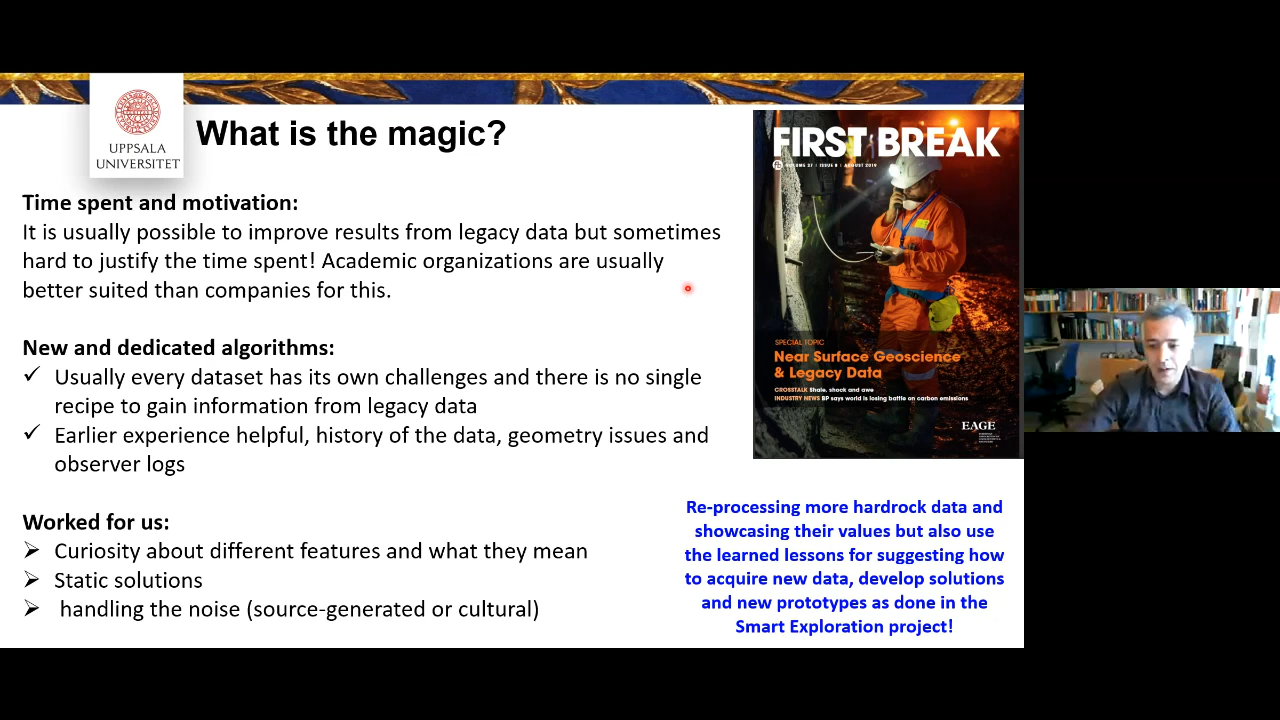 UPPSALA
UNIVERSITET
What is the magic?
Time spent and motivation:
It is usually possible to improve results from legacy data but sometimes
hard to justify the time spent! Academic organizations are usually
better suited than companies for this.
New and dedicated algorithms:
✓ Usually every dataset has its own challenges and there is no single
recipe to gain information from legacy data
✓ Earlier experience helpful, history of the data, geometry issues and
observer logs
Worked for us:
➢ Curiosity about different features and what they mean
➢ Static solutions
➢ handling the noise (source-generated or cultural)
FIRST BREAK
VOLUME 37 I ISSUE 8 I AUGUST 2019
SPECIAL TOPIC
Near Surface Geoscience
& Legacy Data
CROSSTALK Shale, shock and awe
INDUSTRY NEWS BP says world is losing battle on carbon emissions
EAGE
Re-processing more hardrock data and
showcasing their values but also use
the learned lessons for suggesting how
to acquire new data, develop solutions
and new prototypes as done in the
Smart Exploration project!